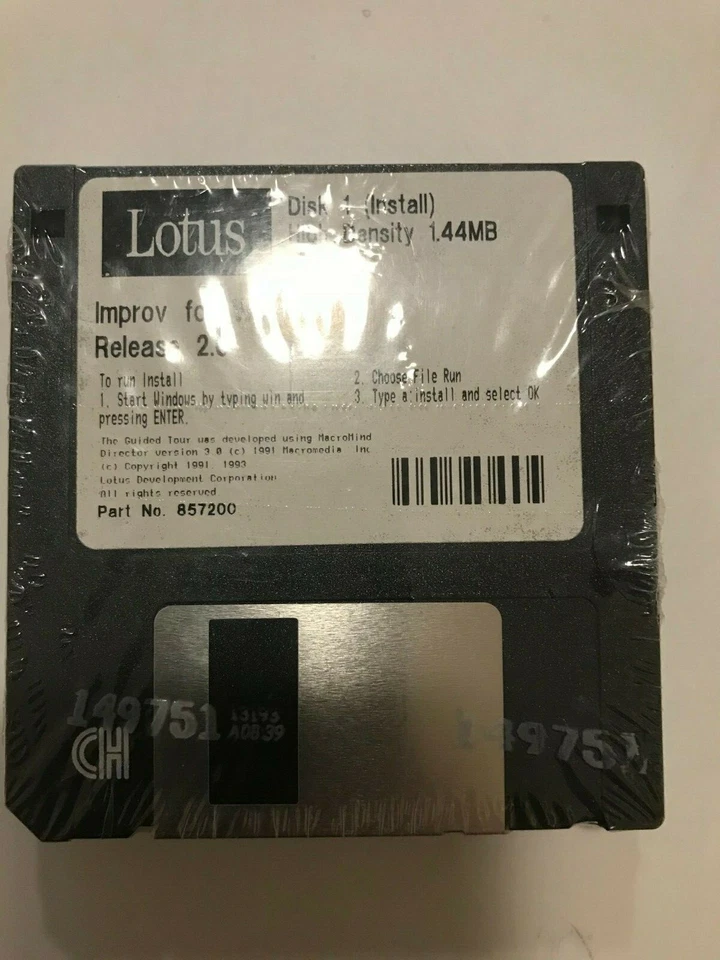 Lotus
Disk 1 (Install)
High Density 1.44MB
Improv
Release
To run Install
1. Start Windows by typing win and
pressing ENTER.
2. Choose File Run
3. Type a:install and select OK
The Guided Tour was developed using MacroMind
Director version 3.0 (c) 1991 Macromedia Inc
(c) Copyright 1991, 1993
Lotus Development Corporation
All rights reserved
Part No. 857200
149751
149751
A0839